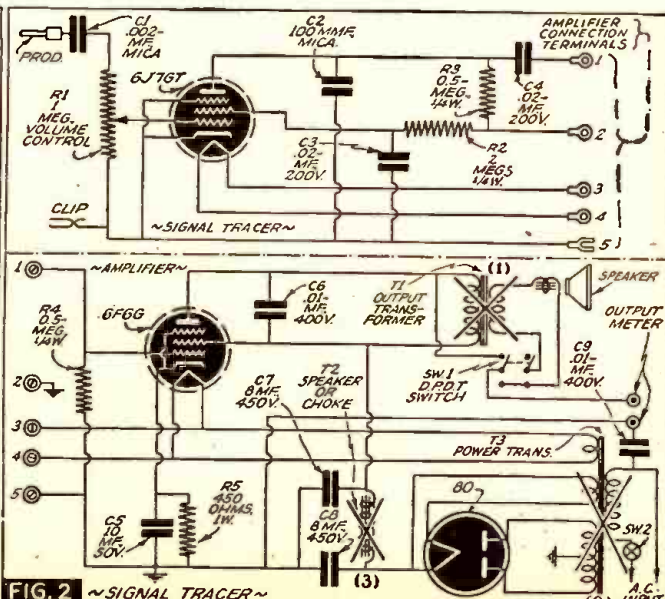 C1
.002-
MF.
MICA
PROD.
R1
1
MEG.
VOLUME
CONTROL
CLIP
6J7GT
C2
100 MMF.
MICA.
C3
.02-
MF.
200V.
R3
0.5-
MEG.
1/4W.
R2
2
MEGS
1/4W.
C4
.02-
MF.
200V.
AMPLIFIER
CONNECTION
TERMINALS
1
2
3
4
5
~SIGNAL TRACER~
~AMPLIFIER~
1
2
3
4
5
R4
0.5-
MEG.
1/4W.
6F6G
C6
.01-
MF.
400V.
T1
OUTPUT
TRANS-
FORMER
(1)
SPEAKER
OUTPUT
METER
SW.1
D.P.D.T
SWITCH
C9
.01-
MF.
400V.
C7
8 MF.
450V.
T2
SPEAKER
OR
CHOKE
T3
POWER TRANS.
C5
10
MF.
50V.
R5
450
OHMS.
1W.
C8
8 MF.
450V.
(3)
80
SW.2
A.C.
INPUT
FIG. 2 ~SIGNAL TRACER~